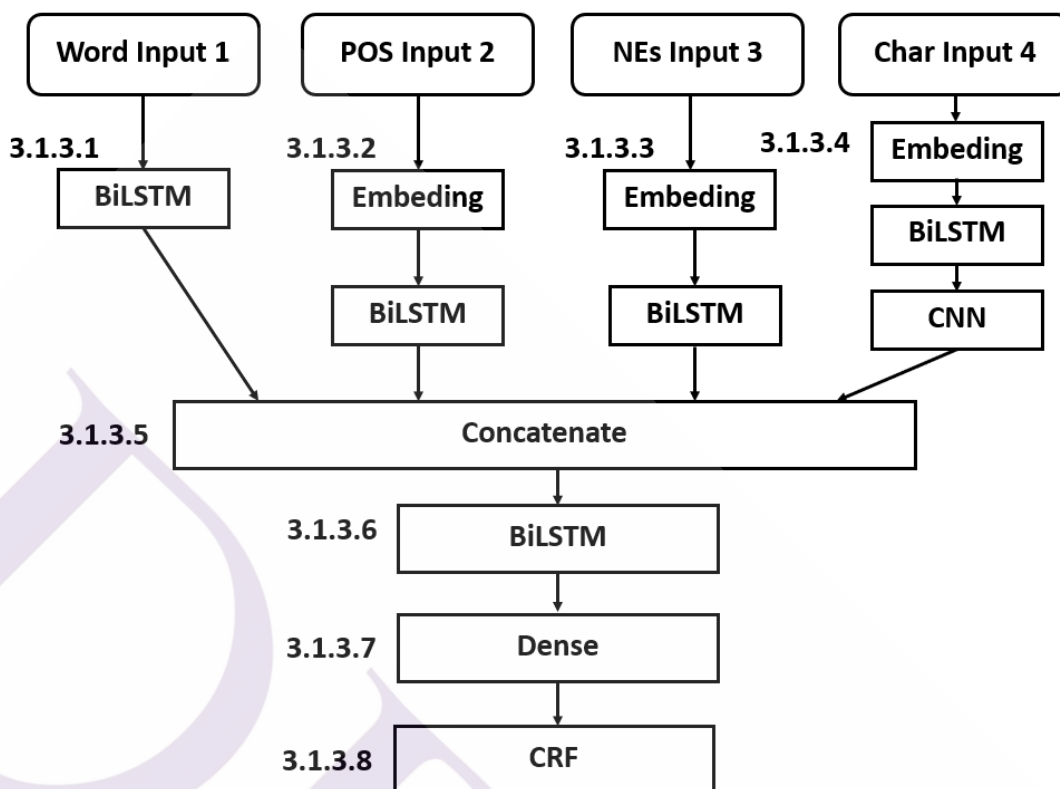 Word Input 1
POS Input 2
NEs Input 3
Char Input 4
3.1.3.1
3.1.3.2
3.1.3.3
3.1.3.4
Embeding
BiLSTM
Embeding
Embeding
BiLSTM
BiLSTM
BiLSTM
CNN
3.1.3.5
Concatenate
3.1.3.6
BiLSTM
3.1.3.7
Dense
3.1.3.8
CRF